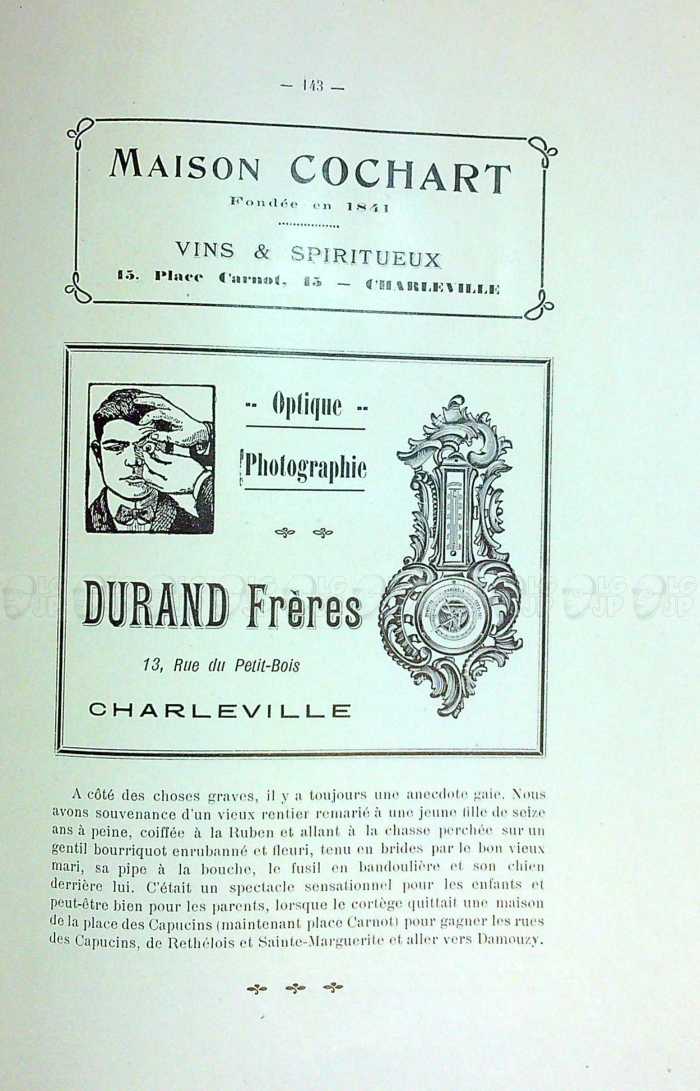 — 143 —
MAISON COCHART
Fondée en 1841
VINS & SPIRITUEUX
15. Place Carnot, 15 — CHARLEVILLE
-- Optique --
Photographie
DURAND Frères
13, Rue du Petit-Bois
CHARLEVILLE
A côté des choses graves, il y a toujours une anecdote gaie. Nous
avons souvenance d'un vieux rentier remarié à une jeune fille de seize
ans à peine, coiffée à la Ruben et allant à la chasse perchée sur un
gentil bourriquot enrubanné et fleuri, tenu en brides par le bon vieux
mari, sa pipe à la bouche, le fusil en bandoulière et son chien
derrière lui. C'était un spectacle sensationnel pour les enfants et
peut-être bien pour les parents, lorsque le cortège quittait une maison
de la place des Capucins (maintenant place Carnot) pour gagner les rues
des Capucins, de Rethélois et Sainte-Marguerite et aller vers Damouzy.